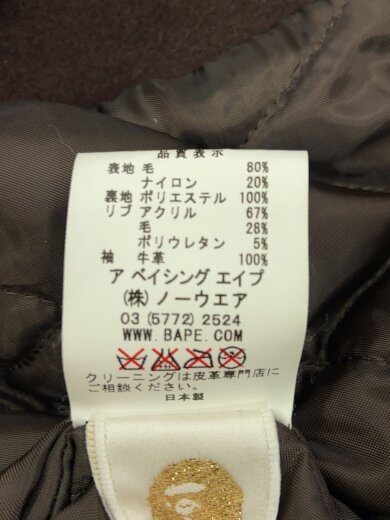 品質表示
表地 毛 80%
ナイロン 20%
裏地 ポリエステル 100%
リブ アクリル 67%
毛 28%
ポリウレタン 5%
袖 牛革 100%
ア ベイシング エイプ
(株) ノーウエア
03 (5772) 2524
WWW.BAPE.COM
クリーニングは皮革専門店に
ご相談ください。
日本製